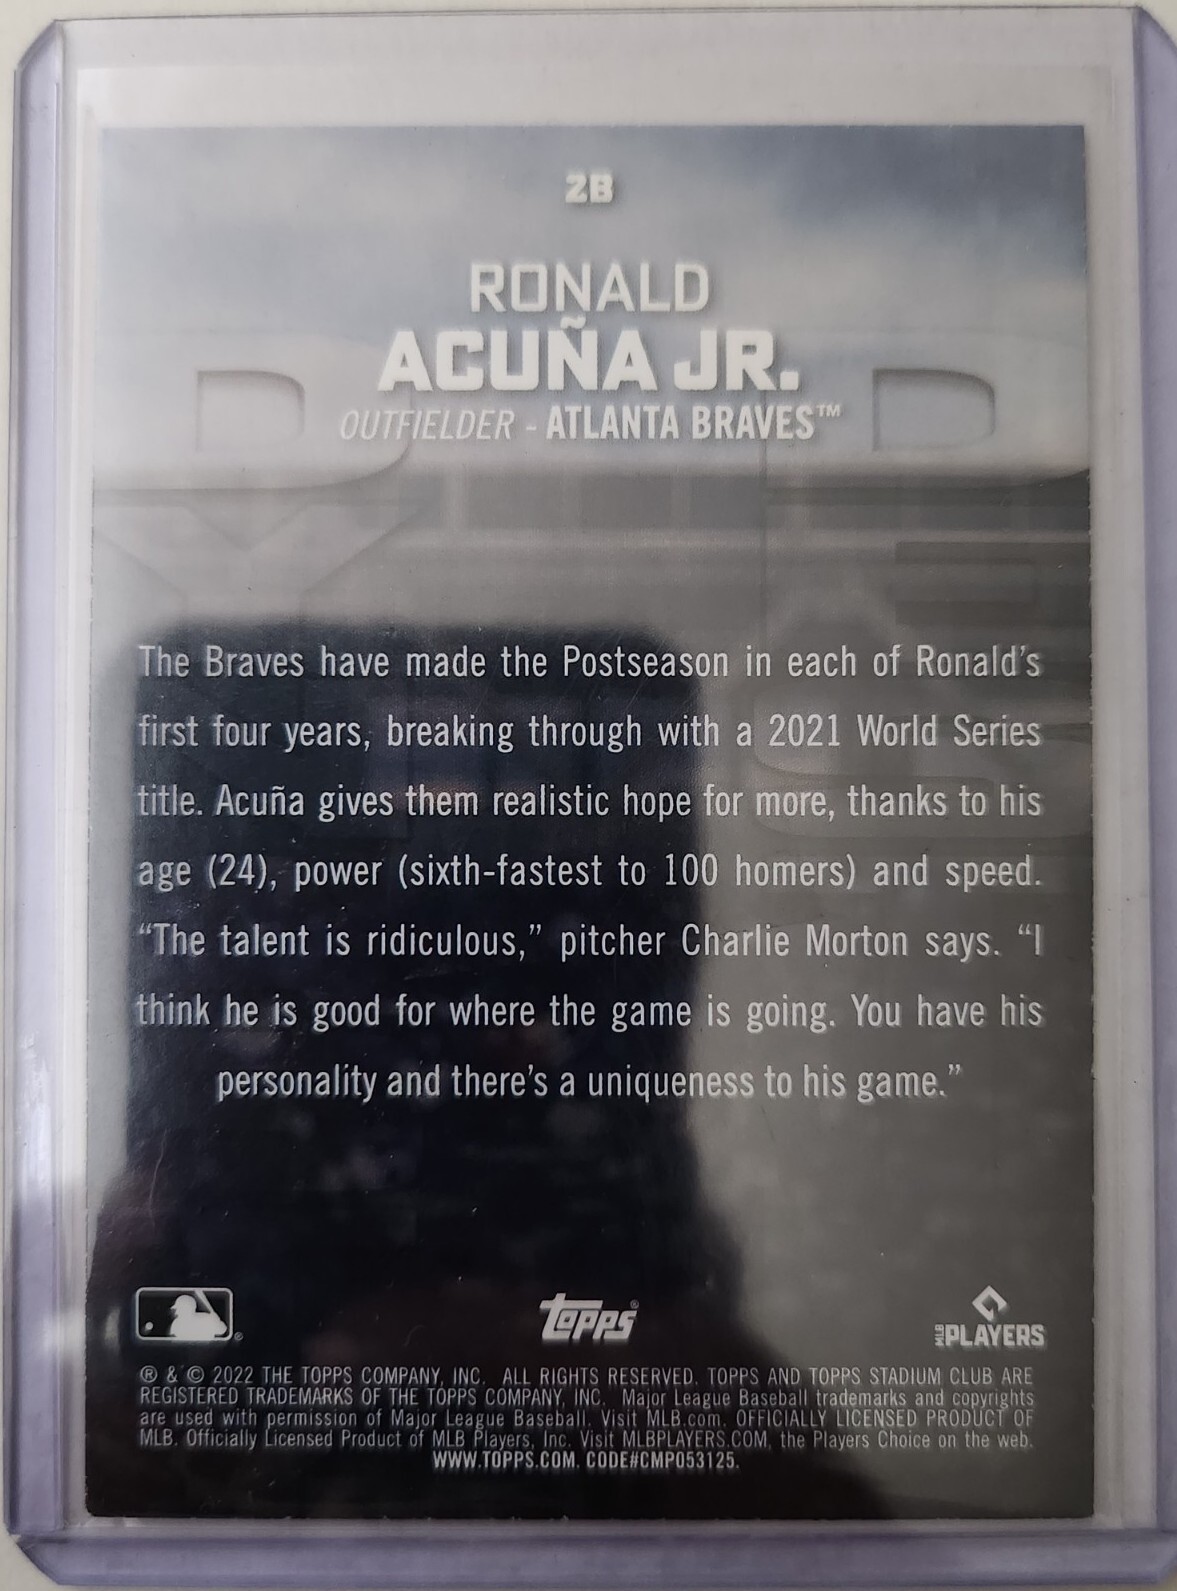 2B
RONALD
ACUÑA JR.
OUTFIELDER - ATLANTA BRAVES™
The Braves have made the Postseason in each of Ronald's
first four years, breaking through with a 2021 World Series
title. Acuña gives them realistic hope for more, thanks to his
age (24), power (sixth-fastest to 100 homers) and speed.
“The talent is ridiculous,” pitcher Charlie Morton says. “I
think he is good for where the game is going. You have his
personality and there's a uniqueness to his game.”
topps®
MLB PLAYERS
® & © 2022 THE TOPPS COMPANY, INC. ALL RIGHTS RESERVED. TOPPS AND TOPPS STADIUM CLUB ARE
REGISTERED TRADEMARKS OF THE TOPPS COMPANY, INC. Major League Baseball trademarks and copyrights
are used with permission of Major League Baseball. Visit MLB.com. OFFICIALLY LICENSED PRODUCT OF
MLB. Officially Licensed Product of MLB Players, Inc. Visit MLBPLAYERS.COM, the Players Choice on the web.
WWW.TOPPS.COM. CODE#CMP053125.